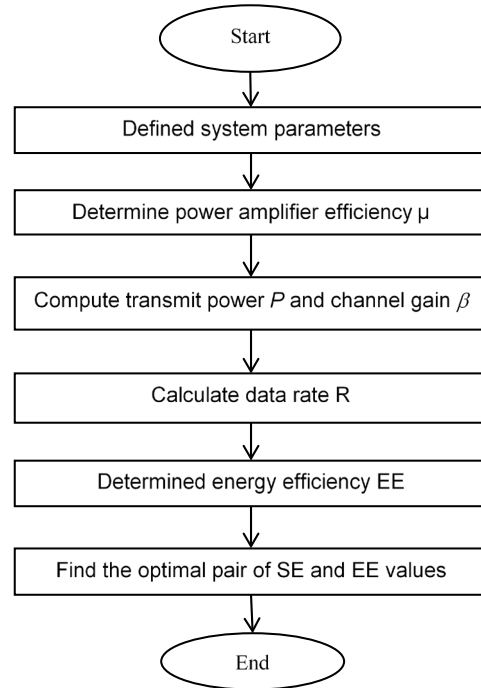 Start
Defined system parameters
Determine power amplifier efficiency μ
Compute transmit power P and channel gain β
Calculate data rate R
Determined energy efficiency EE
Find the optimal pair of SE and EE values
End